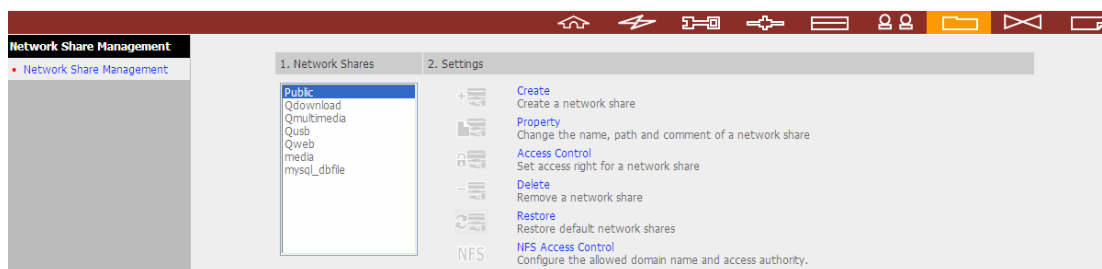 Network Share Management
Network Share Management
1. Network Shares
2. Settings
Public
Qdownload
Qmultimedia
Qusb
Qweb
media
mysql_dbfile
Create
Create a network share
Property
Change the name, path and comment of a network share
Access Control
Set access right for a network share
Delete
Remove a network share
Restore
Restore default network shares
NFS
NFS Access Control
Configure the allowed domain name and access authority.